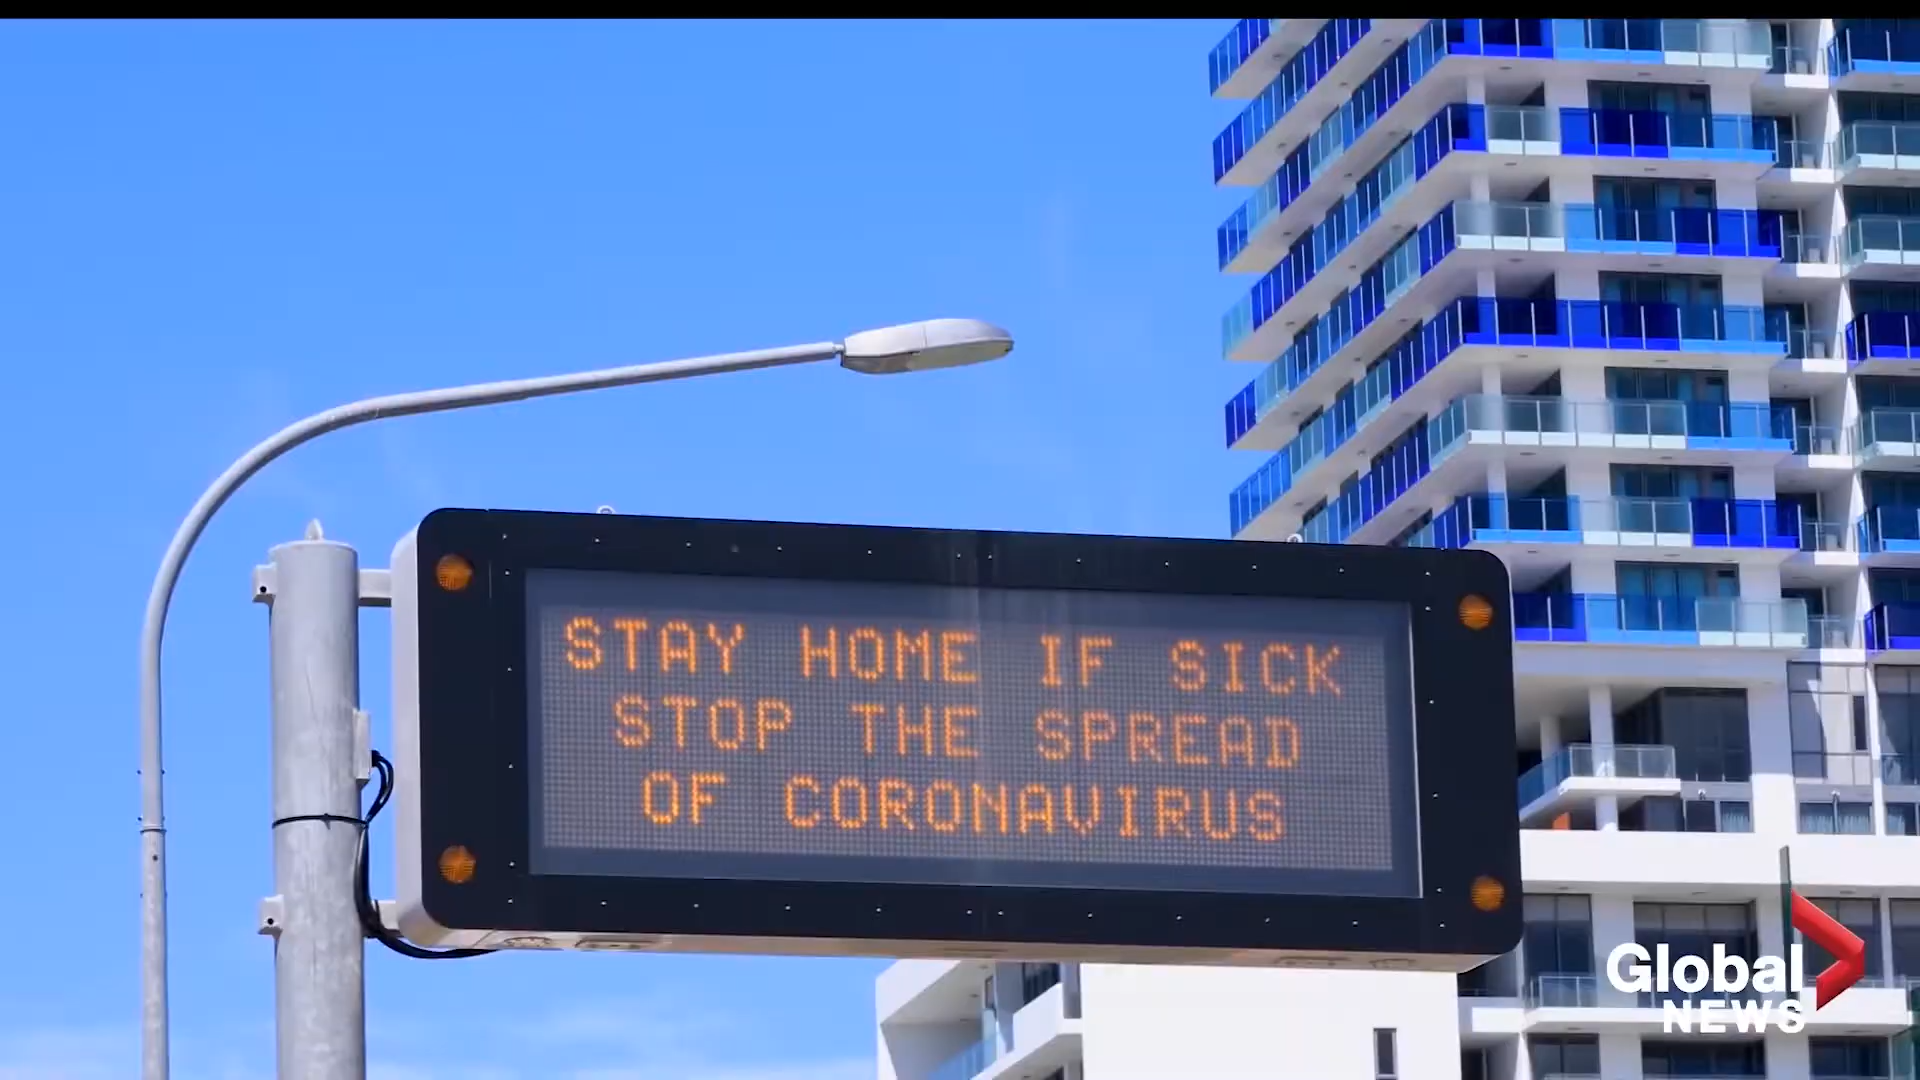 STAY HOME IF SICK
STOP THE SPREAD
OF CORONAVIRUS
Global
NEWS